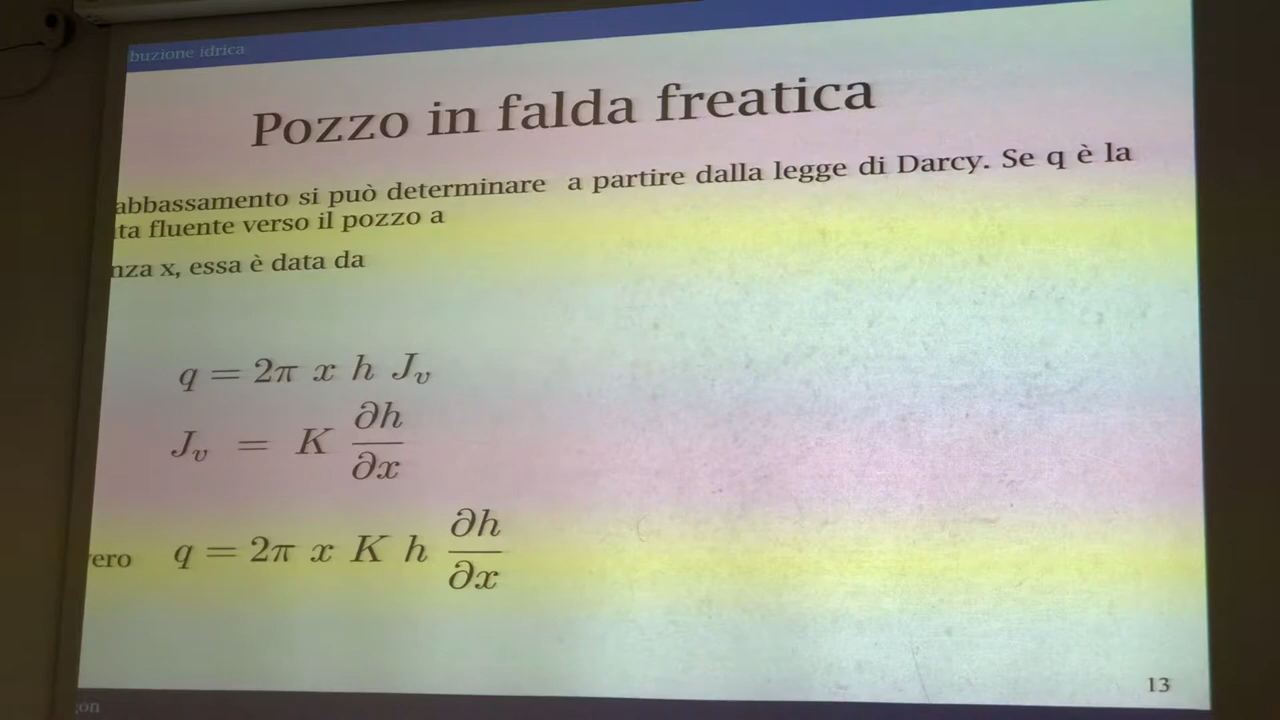 buzione idrica
Pozzo in falda freatica
abbassamento si può determinare a partire dalla legge di Darcy. Se q è la
ta fluente verso il pozzo a
nza x, essa è data da
q = 2π x h J_v
J_v = K ∂h/∂x
ero q = 2π x K h ∂h/∂x
13
gon